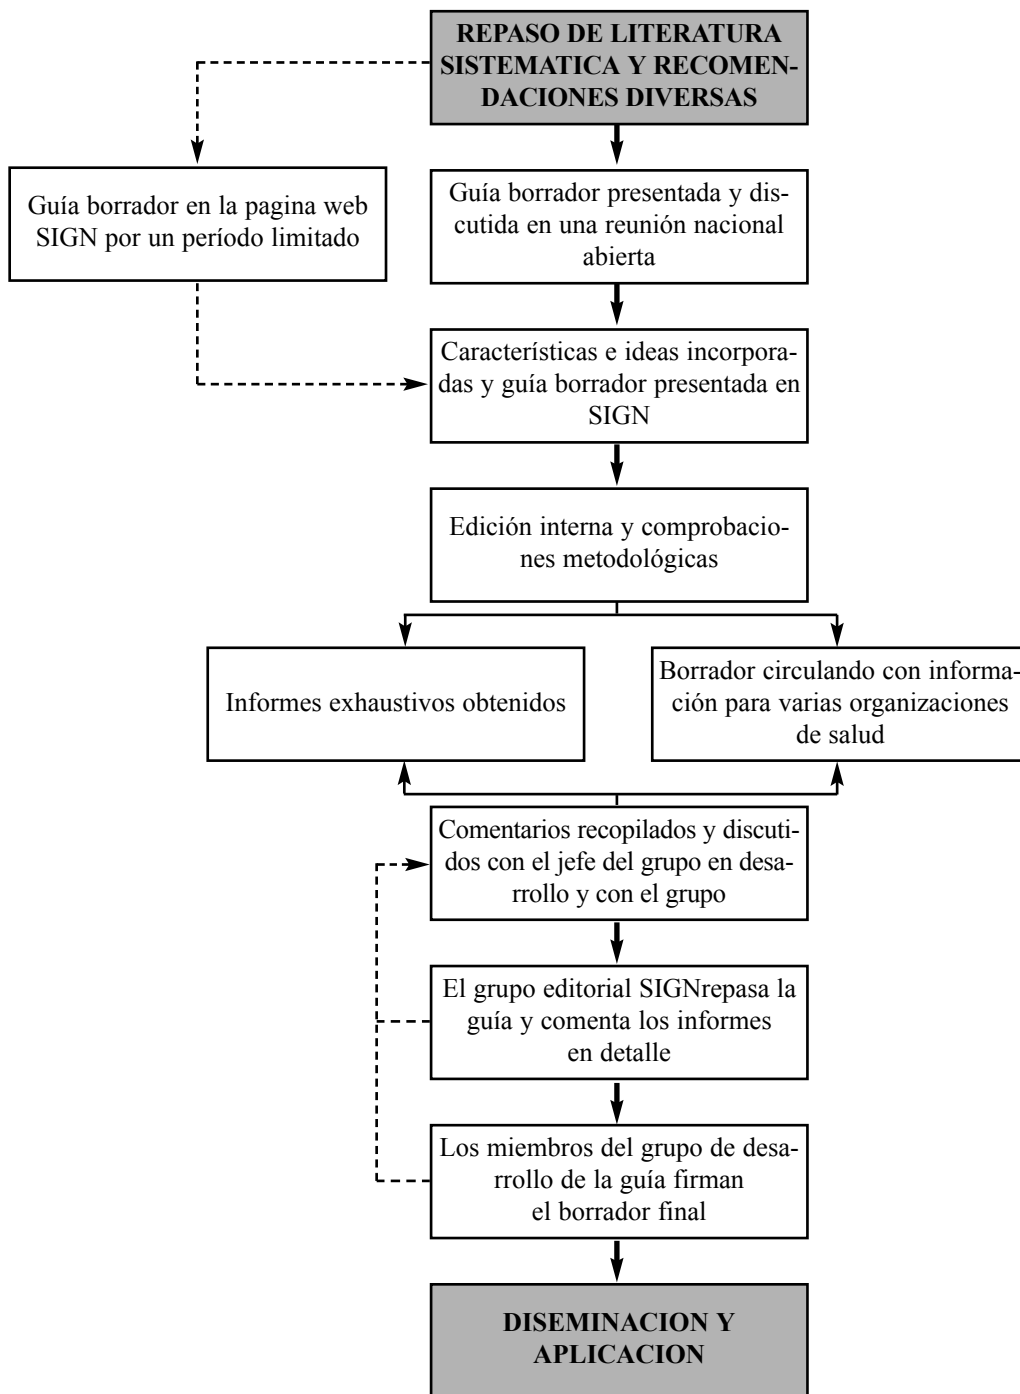 REPASO DE LITERATURA
SISTEMATICA Y RECOMEN-
DACIONES DIVERSAS
Guía borrador en la pagina web
SIGN por un período limitado
Guía borrador presentada y dis-
cutida en una reunión nacional
abierta
Características e ideas incorpora-
das y guía borrador presentada en
SIGN
Edición interna y comprobacio-
nes metodológicas
Informes exhaustivos obtenidos
Borrador circulando con informa-
ción para varias organizaciones
de salud
Comentarios recopilados y discuti-
dos con el jefe del grupo en desa-
rrollo y con el grupo
El grupo editorial SIGNrepasa la
guía y comenta los informes
en detalle
Los miembros del grupo de desa-
rrollo de la guía firman
el borrador final
DISEMINACION Y
APLICACION